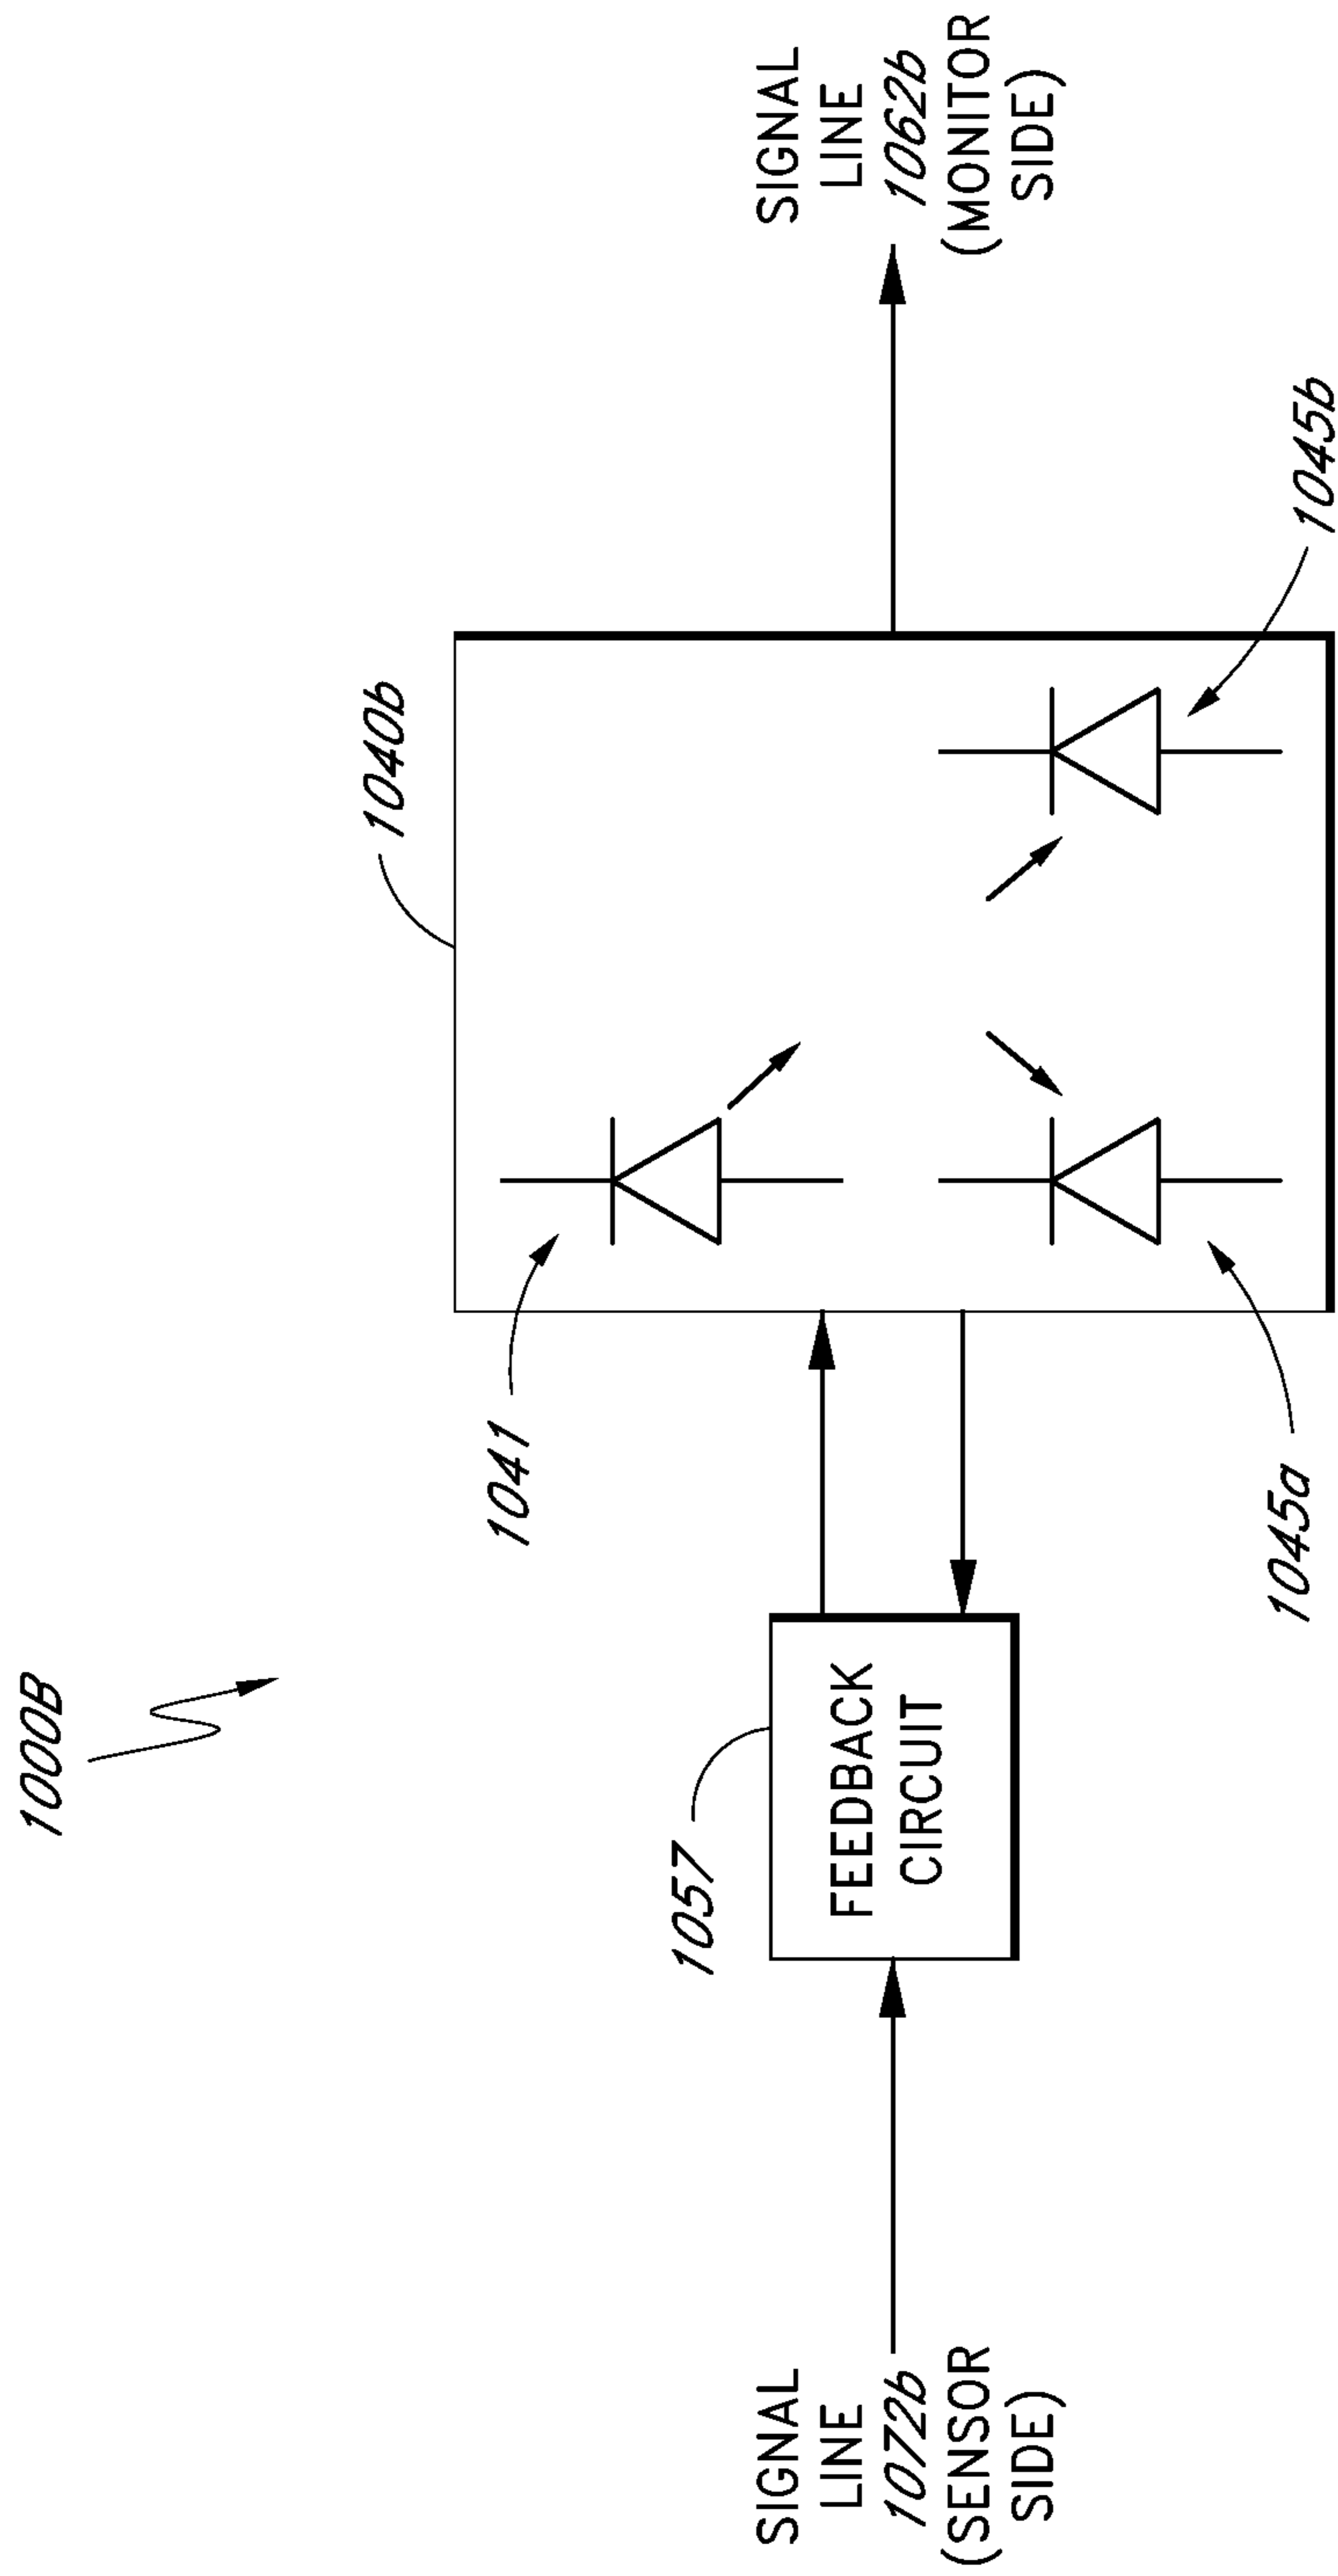 1000B
1040b
1041
1057
SIGNAL
LINE
1072b
(SENSOR
SIDE)
FEEDBACK
CIRCUIT
SIGNAL
LINE
1062b
(MONITOR
SIDE)
1045a
1045b